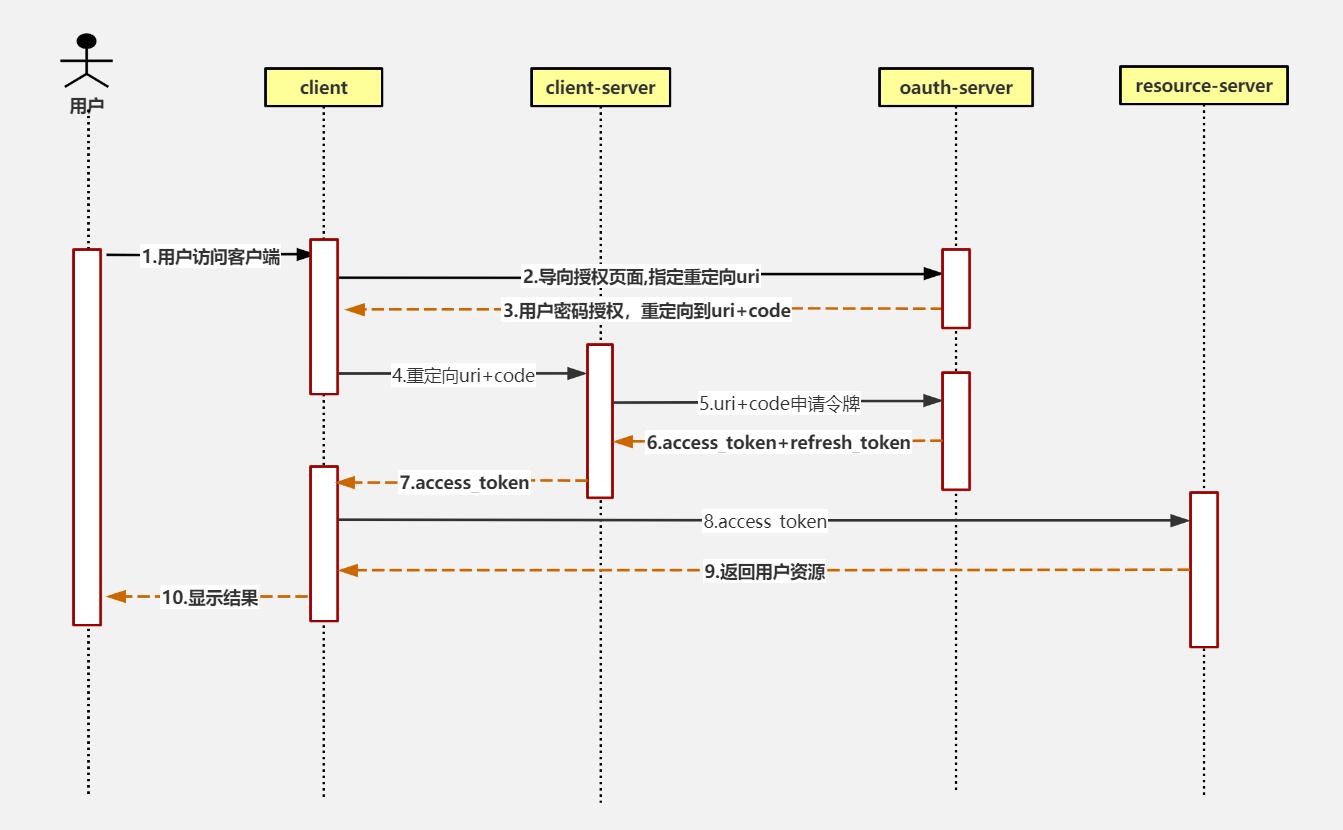 用户
client
client-server
oauth-server
resource-server
1.用户访问客户端
2.导向授权页面,指定重定向uri
3.用户密码授权，重定向到uri+code
4.重定向uri+code
5.uri+code申请令牌
6.access_token+refresh_token
7.access_token
8.access_token
9.返回用户资源
10.显示结果